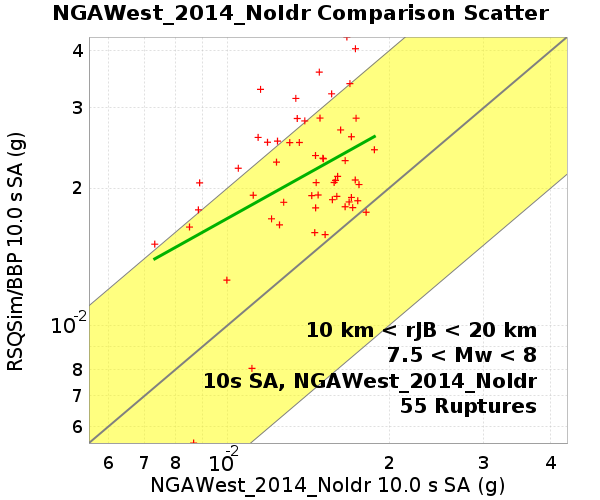 NGAWest_2014_NoIdr Comparison Scatter
4
3
2
10-2
8
7
6
RSQSim/BBP 10.0 s SA (g)
10 km < rJB < 20 km
7.5 < Mw < 8
10s SA, NGAWest_2014_NoIdr
55 Ruptures
6 7 8 10-2 2 3 4
NGAWest_2014_NoIdr 10.0 s SA (g)